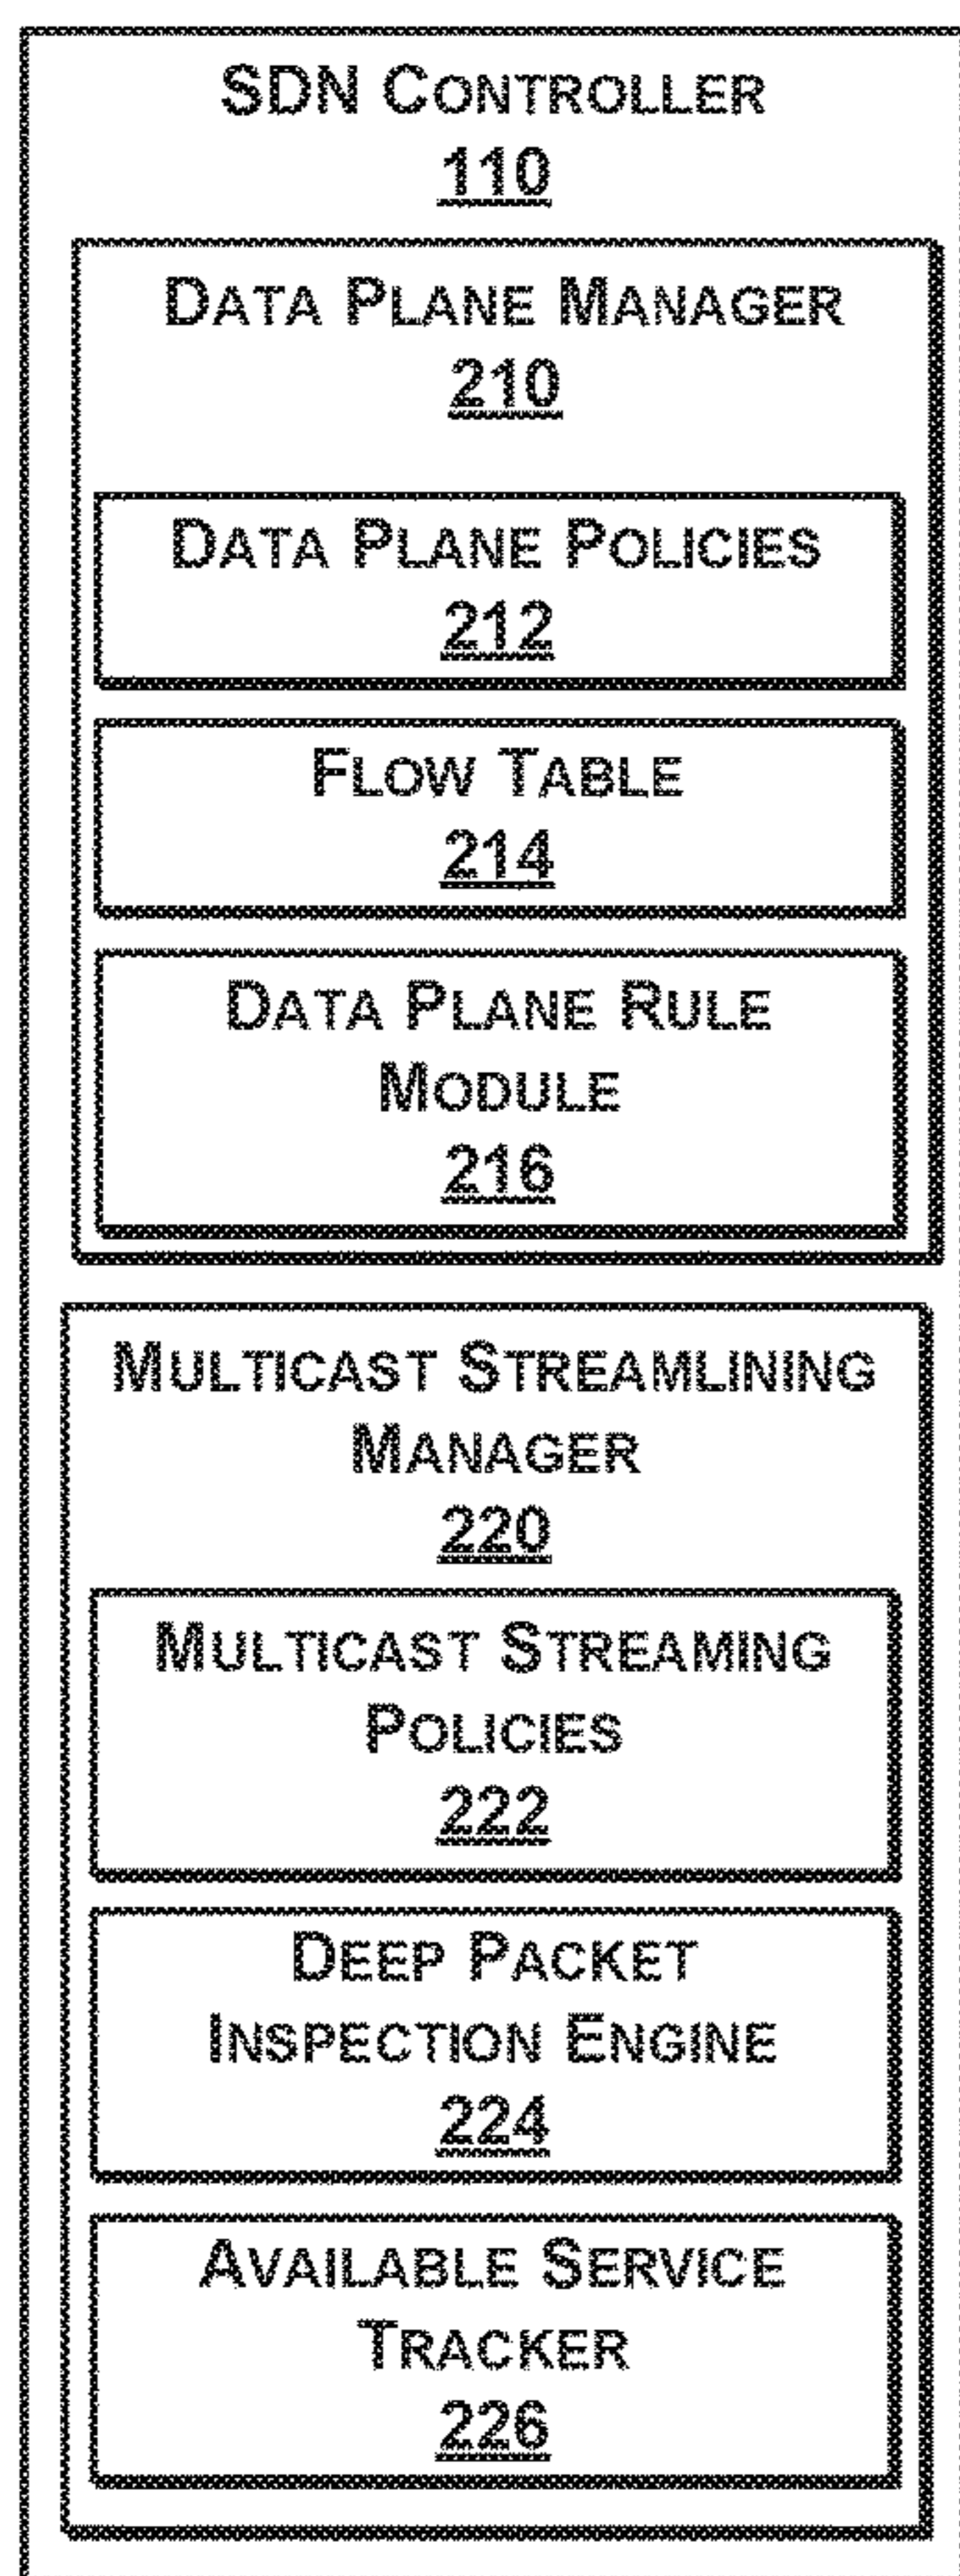 SDN CONTROLLER
110
DATA PLANE MANAGER
210
DATA PLANE POLICIES
212
FLOW TABLE
214
DATA PLANE RULE
MODULE
216
MULTICAST STREAMLINING
MANAGER
220
MULTICAST STREAMING
POLICIES
222
DEEP PACKET
INSPECTION ENGINE
224
AVAILABLE SERVICE
TRACKER
226